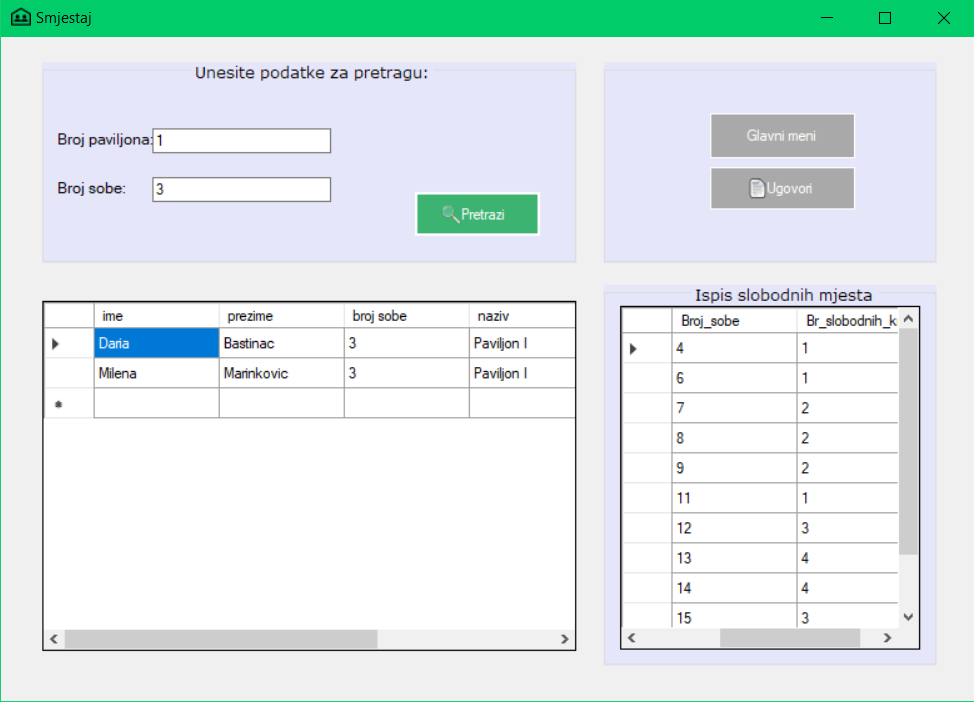 Smjestaj
Unesite podatke za pretragu:
Broj paviljona: 1
Broj sobe: 3
Pretrazi
Glavni meni
Ugovori
ime prezime broj sobe naziv
Daria Bastinac 3 Paviljon I
Milena Marinkovic 3 Paviljon I
Ispis slobodnih mjesta
Broj_sobe Br_slobodnih_k
4 1
6 1
7 2
8 2
9 2
11 1
12 3
13 4
14 4
15 3